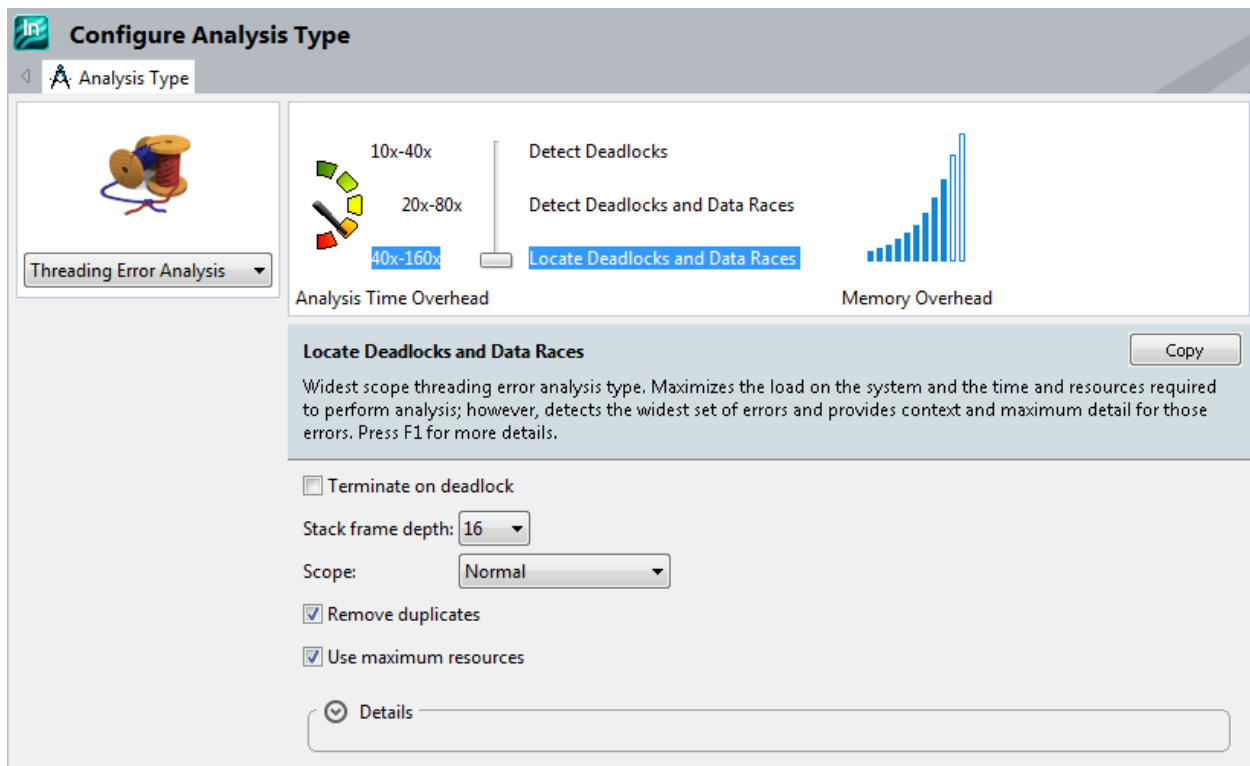 In
Configure Analysis Type
Analysis Type
Threading Error Analysis
10x-40x Detect Deadlocks
20x-80x Detect Deadlocks and Data Races
40x-160x Locate Deadlocks and Data Races
Analysis Time Overhead Memory Overhead
Locate Deadlocks and Data Races Copy
Widest scope threading error analysis type. Maximizes the load on the system and the time and resources required
to perform analysis; however, detects the widest set of errors and provides context and maximum detail for those
errors. Press F1 for more details.
Terminate on deadlock
Stack frame depth: 16
Scope: Normal
Remove duplicates
Use maximum resources
Details